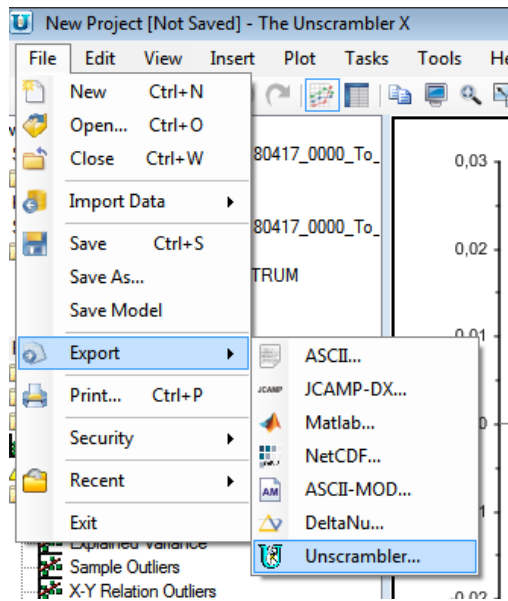 New Project [Not Saved] - The Unscrambler X
File Edit View Insert Plot Tasks Tools
New Ctrl+N
Open... Ctrl+O
Close Ctrl+W
80417_0000_To_
0,03
Import Data
80417_0000_To_
0,02
Save Ctrl+S
Save As...
TRUM
Save Model
Export
ASCII...
JCAMP JCAMP-DX...
Print... Ctrl+P
Matlab...
Security
NetCDF...
Recent
AM ASCII-MOD...
Exit
DeltaNu...
Explained Variance
Unscrambler...
Sample Outliers
X-Y Relation Outliers
-0,02